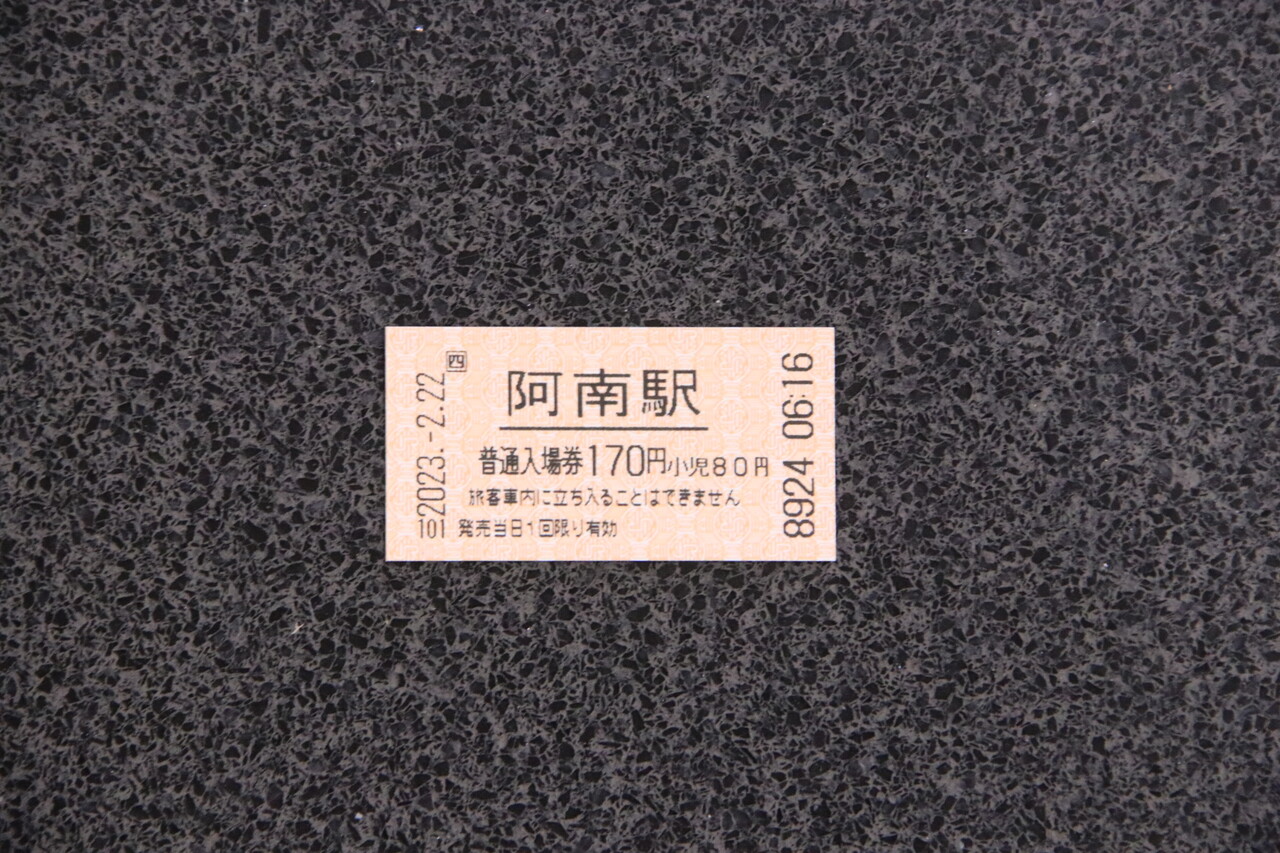 四
阿南駅
普通入場券170円小児80円
旅客車内に立ち入ることはできません
発売当日1回限り有効
2023.-2.22
101
8924 06:16